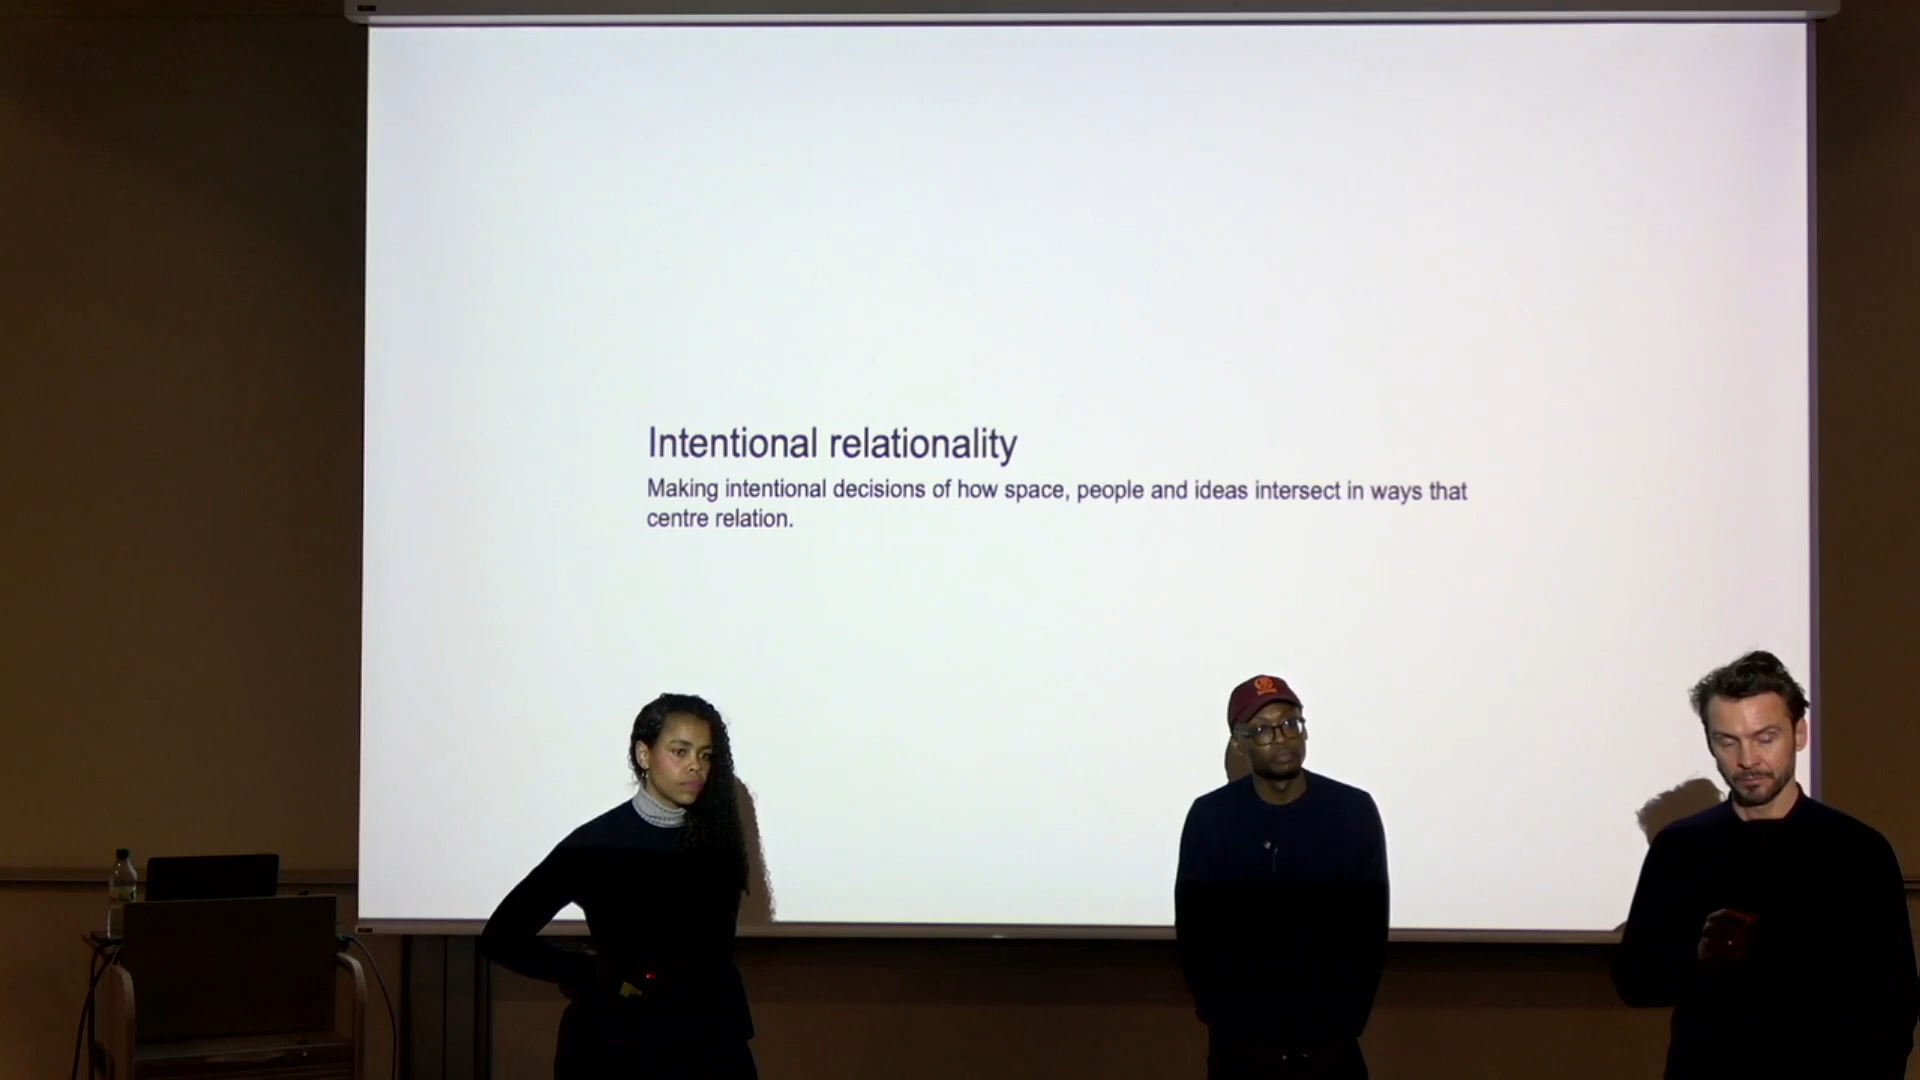 Intentional relationality
Making intentional decisions of how space, people and ideas intersect in ways that
centre relation.